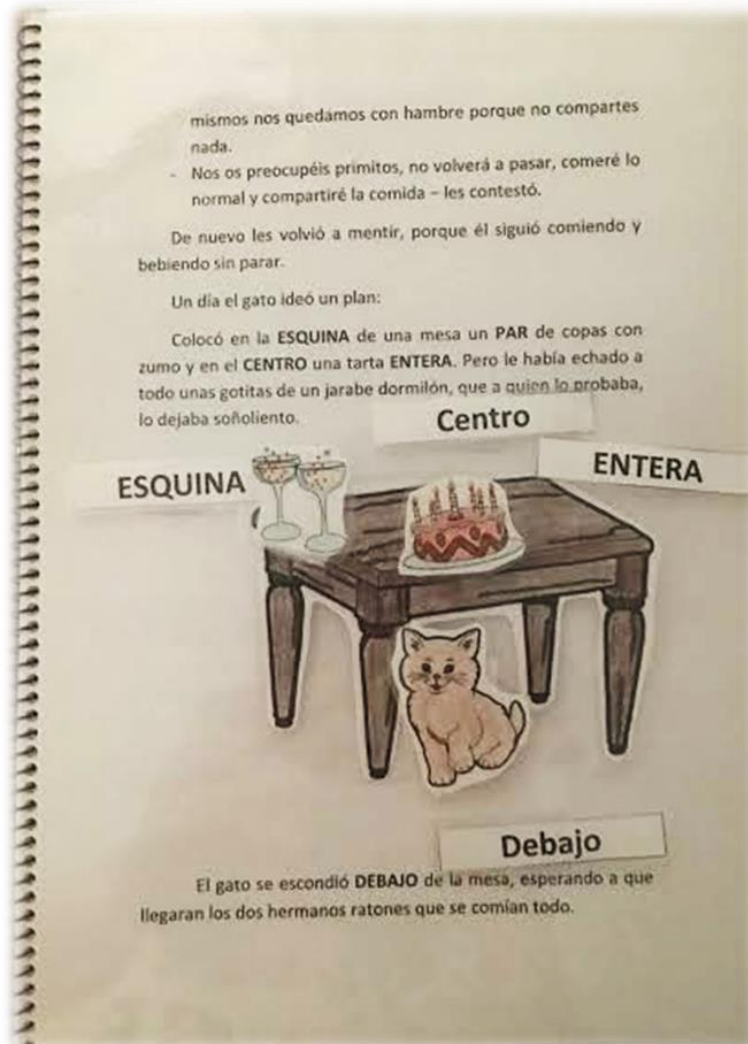 mismos nos quedamos con hambre porque no compartes
nada.
- Nos os preocupéis primitos, no volverá a pasar, comeré lo
normal y compartiré la comida – les contestó.
De nuevo les volvió a mentir, porque él siguió comiendo y
bebiendo sin parar.
Un día el gato ideó un plan:
Colocó en la ESQUINA de una mesa un PAR de copas con
zumo y en el CENTRO una tarta ENTERA. Pero le había echado a
todo unas gotitas de un jarabe dormilón, que a quien lo probaba,
lo dejaba soñoliento.
Centro
ENTERA
ESQUINA
Debajo
El gato se escondió DEBAJO de la mesa, esperando a que
llegaran los dos hermanos ratones que se comían todo.